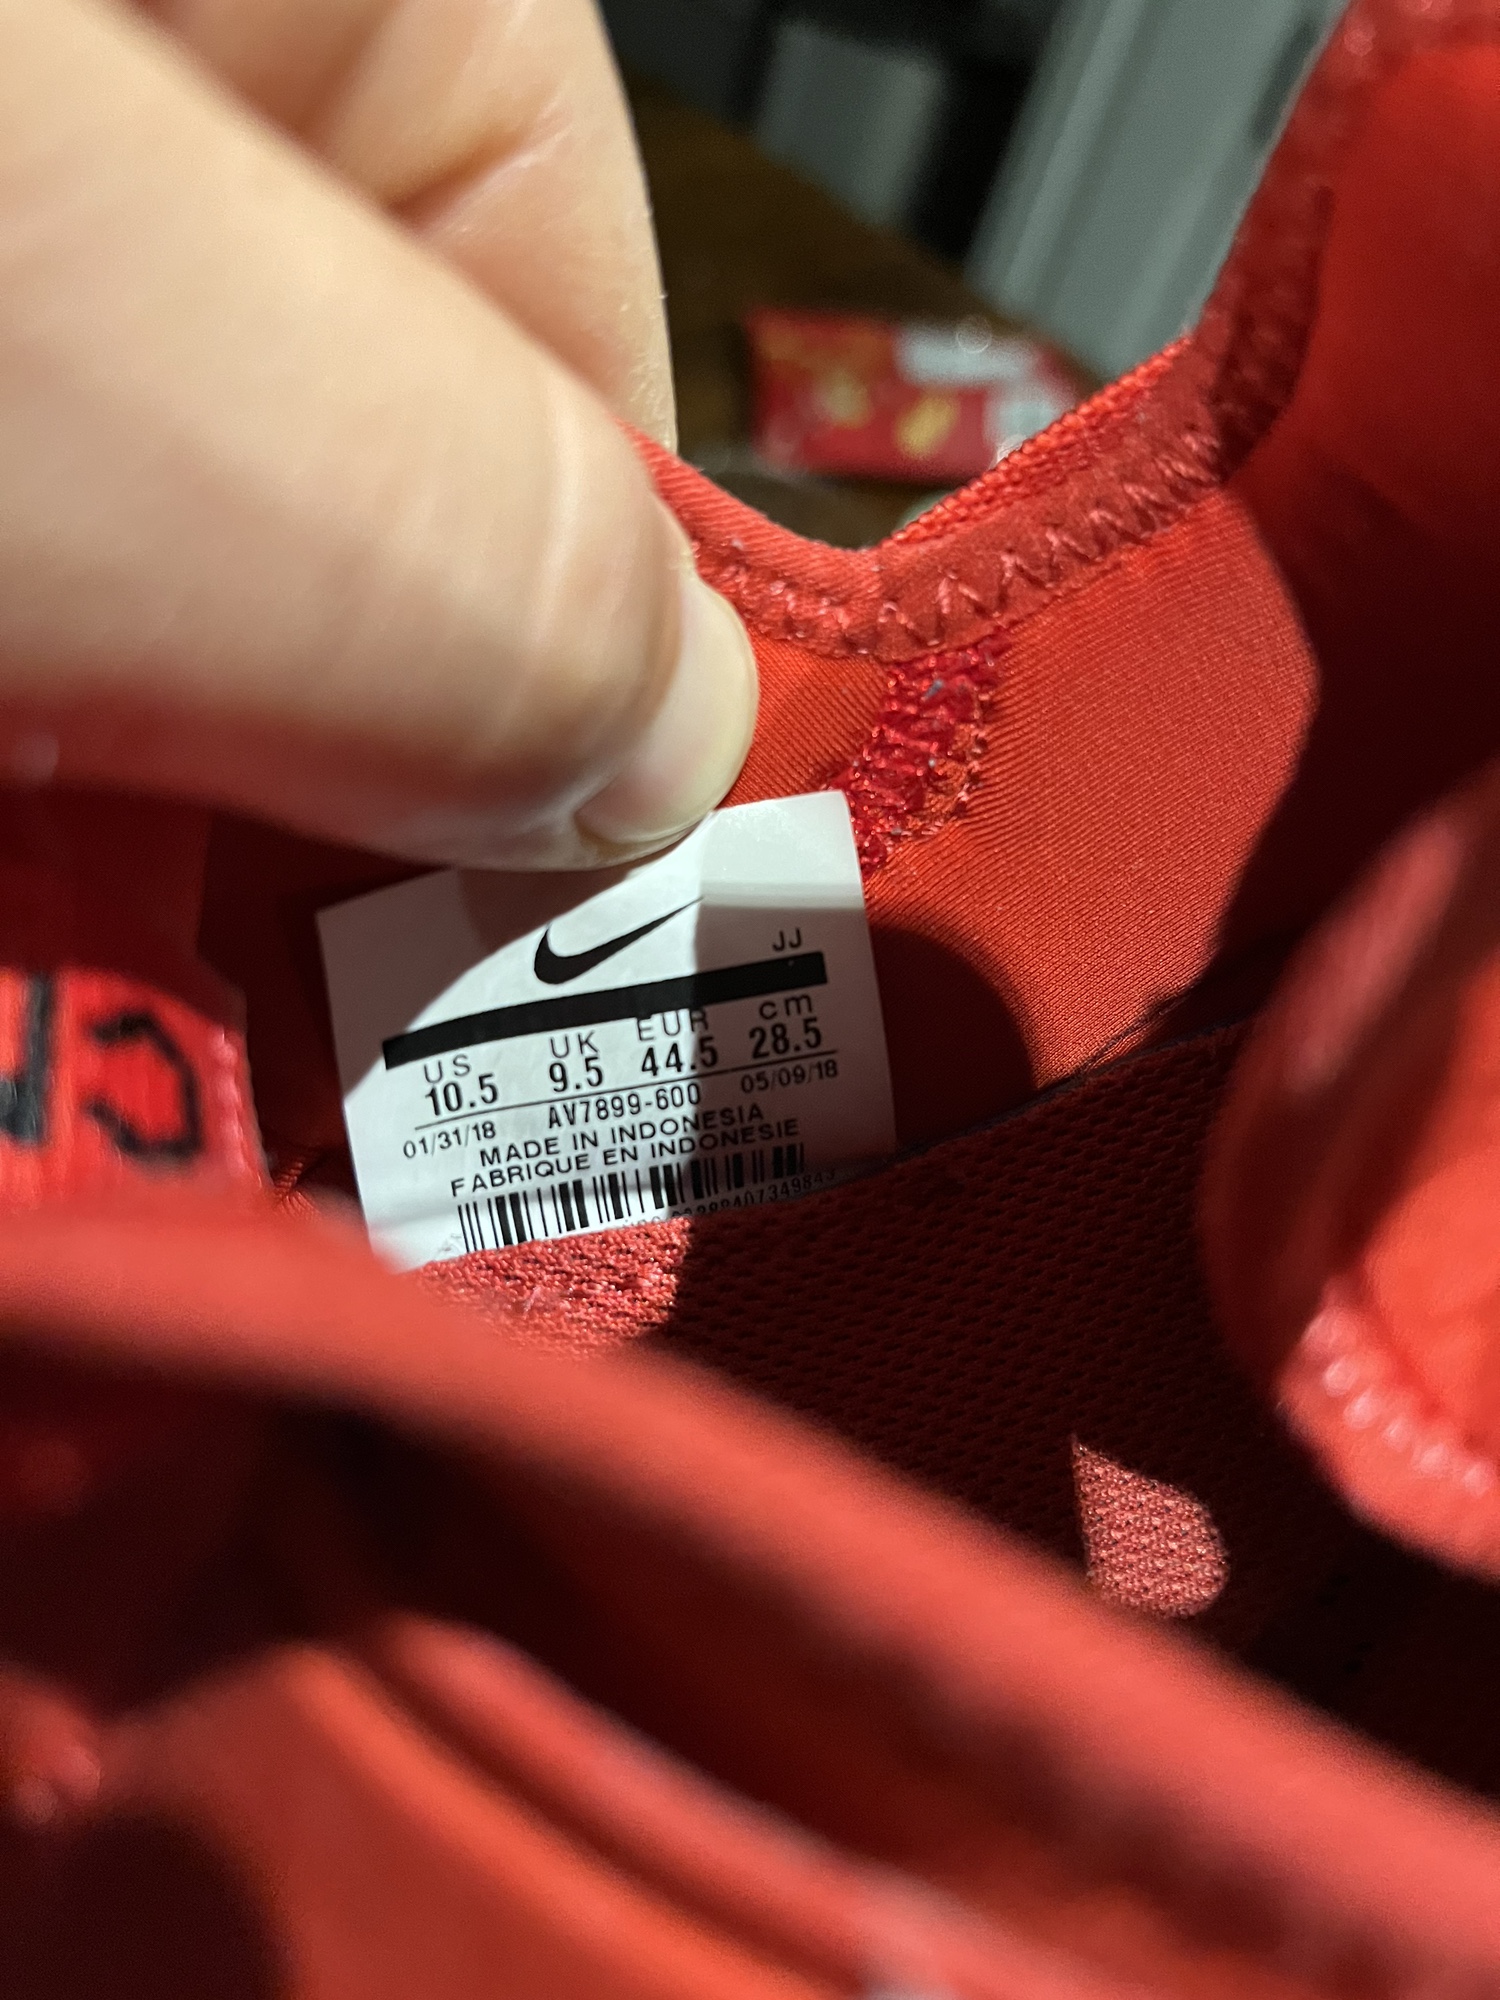 JJ
US UK EUR cm
10.5 9.5 44.5 28.5
01/31/18 AV7899-600 05/09/18
MADE IN INDONESIA
FABRIQUE EN INDONESIE